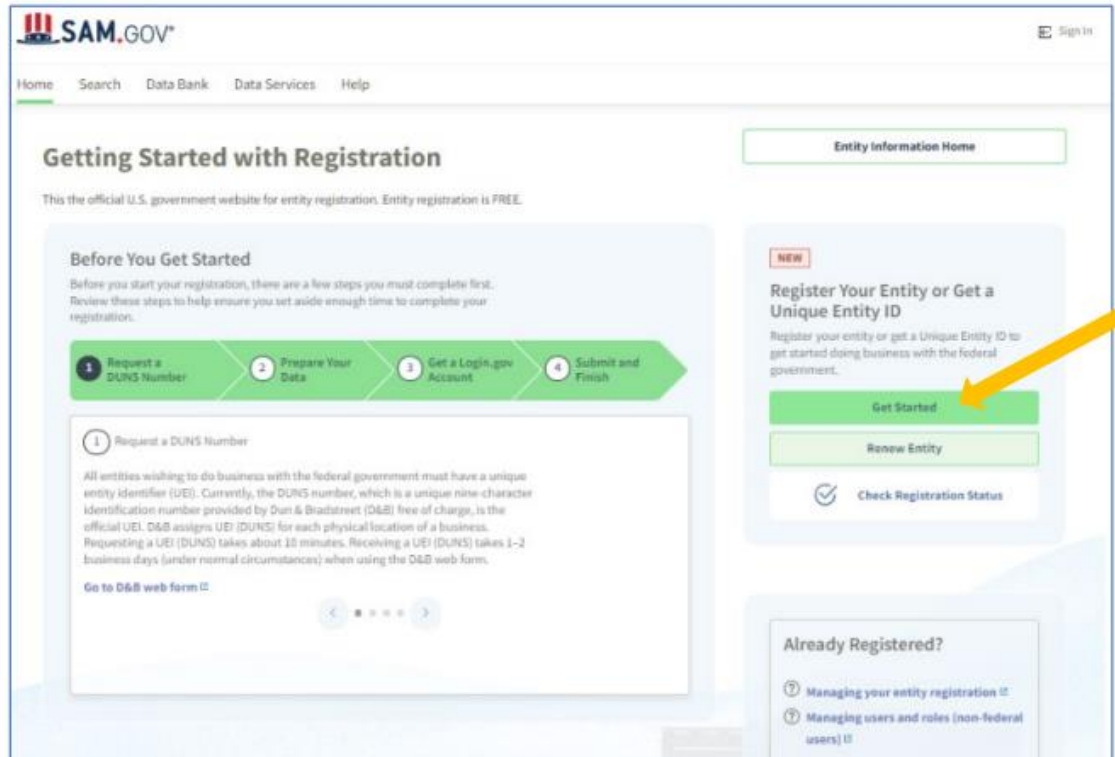 SAM.GOV®
Sign In
Home Search Data Bank Data Services Help
Getting Started with Registration
This the official U.S. government website for entity registration. Entity registration is FREE.
Before You Get Started
Before you start your registration, there are a few steps you must complete first.
Review these steps to help ensure you set aside enough time to complete your
registration.
1 Request a
DUNS Number
2 Prepare Your
Data
3 Get a Login.gov
Account
4 Submit and
Finish
1 Request a DUNS Number
All entities wishing to do business with the federal government must have a unique
entity identifier (UEI). Currently, the DUNS number, which is a unique nine-character
identification number provided by Dun & Bradstreet (D&B) free of charge, is the
official UEI. D&B assigns UEI (DUNS) for each physical location of a business.
Requesting a UEI (DUNS) takes about 10 minutes. Receiving a UEI (DUNS) takes 1–2
business days (under normal circumstances) when using the D&B web form.
Go to D&B web form
Entity Information Home
NEW
Register Your Entity or Get a
Unique Entity ID
Register your entity or get a Unique Entity ID to
get started doing business with the federal
government.
Get Started
Renew Entity
Check Registration Status
Already Registered?
Managing your entity registration
Managing users and roles (non-federal
users)